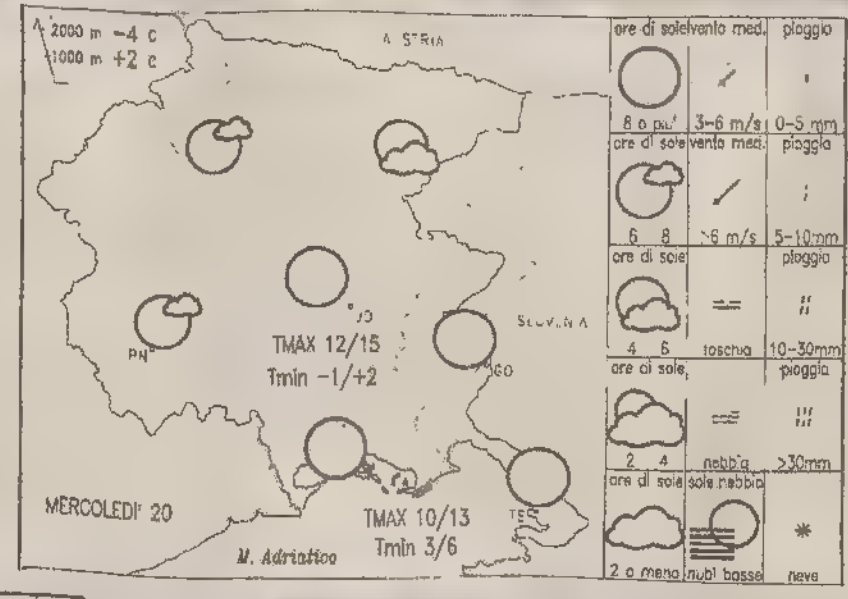 2000 m -4 c
1000 m +2 c
TMAX 12/15
Tmin -1/+2
PN
GO
MERCOLEDI' 20
TMAX 10/13
Tmin 3/6
M. Adriatico
ore di sole vento med. pioggia
8 o piu' 3-6 m/s 0-5 mm
ore di sole vento med. pioggia
6 8 >6 m/s 5-10mm
ore di sole pioggia
4 6 foschia 10-30mm
ore di sole pioggia
2 4 nebbia >30mm
ore di sole sole nebbia
2 o meno nubi basse neve